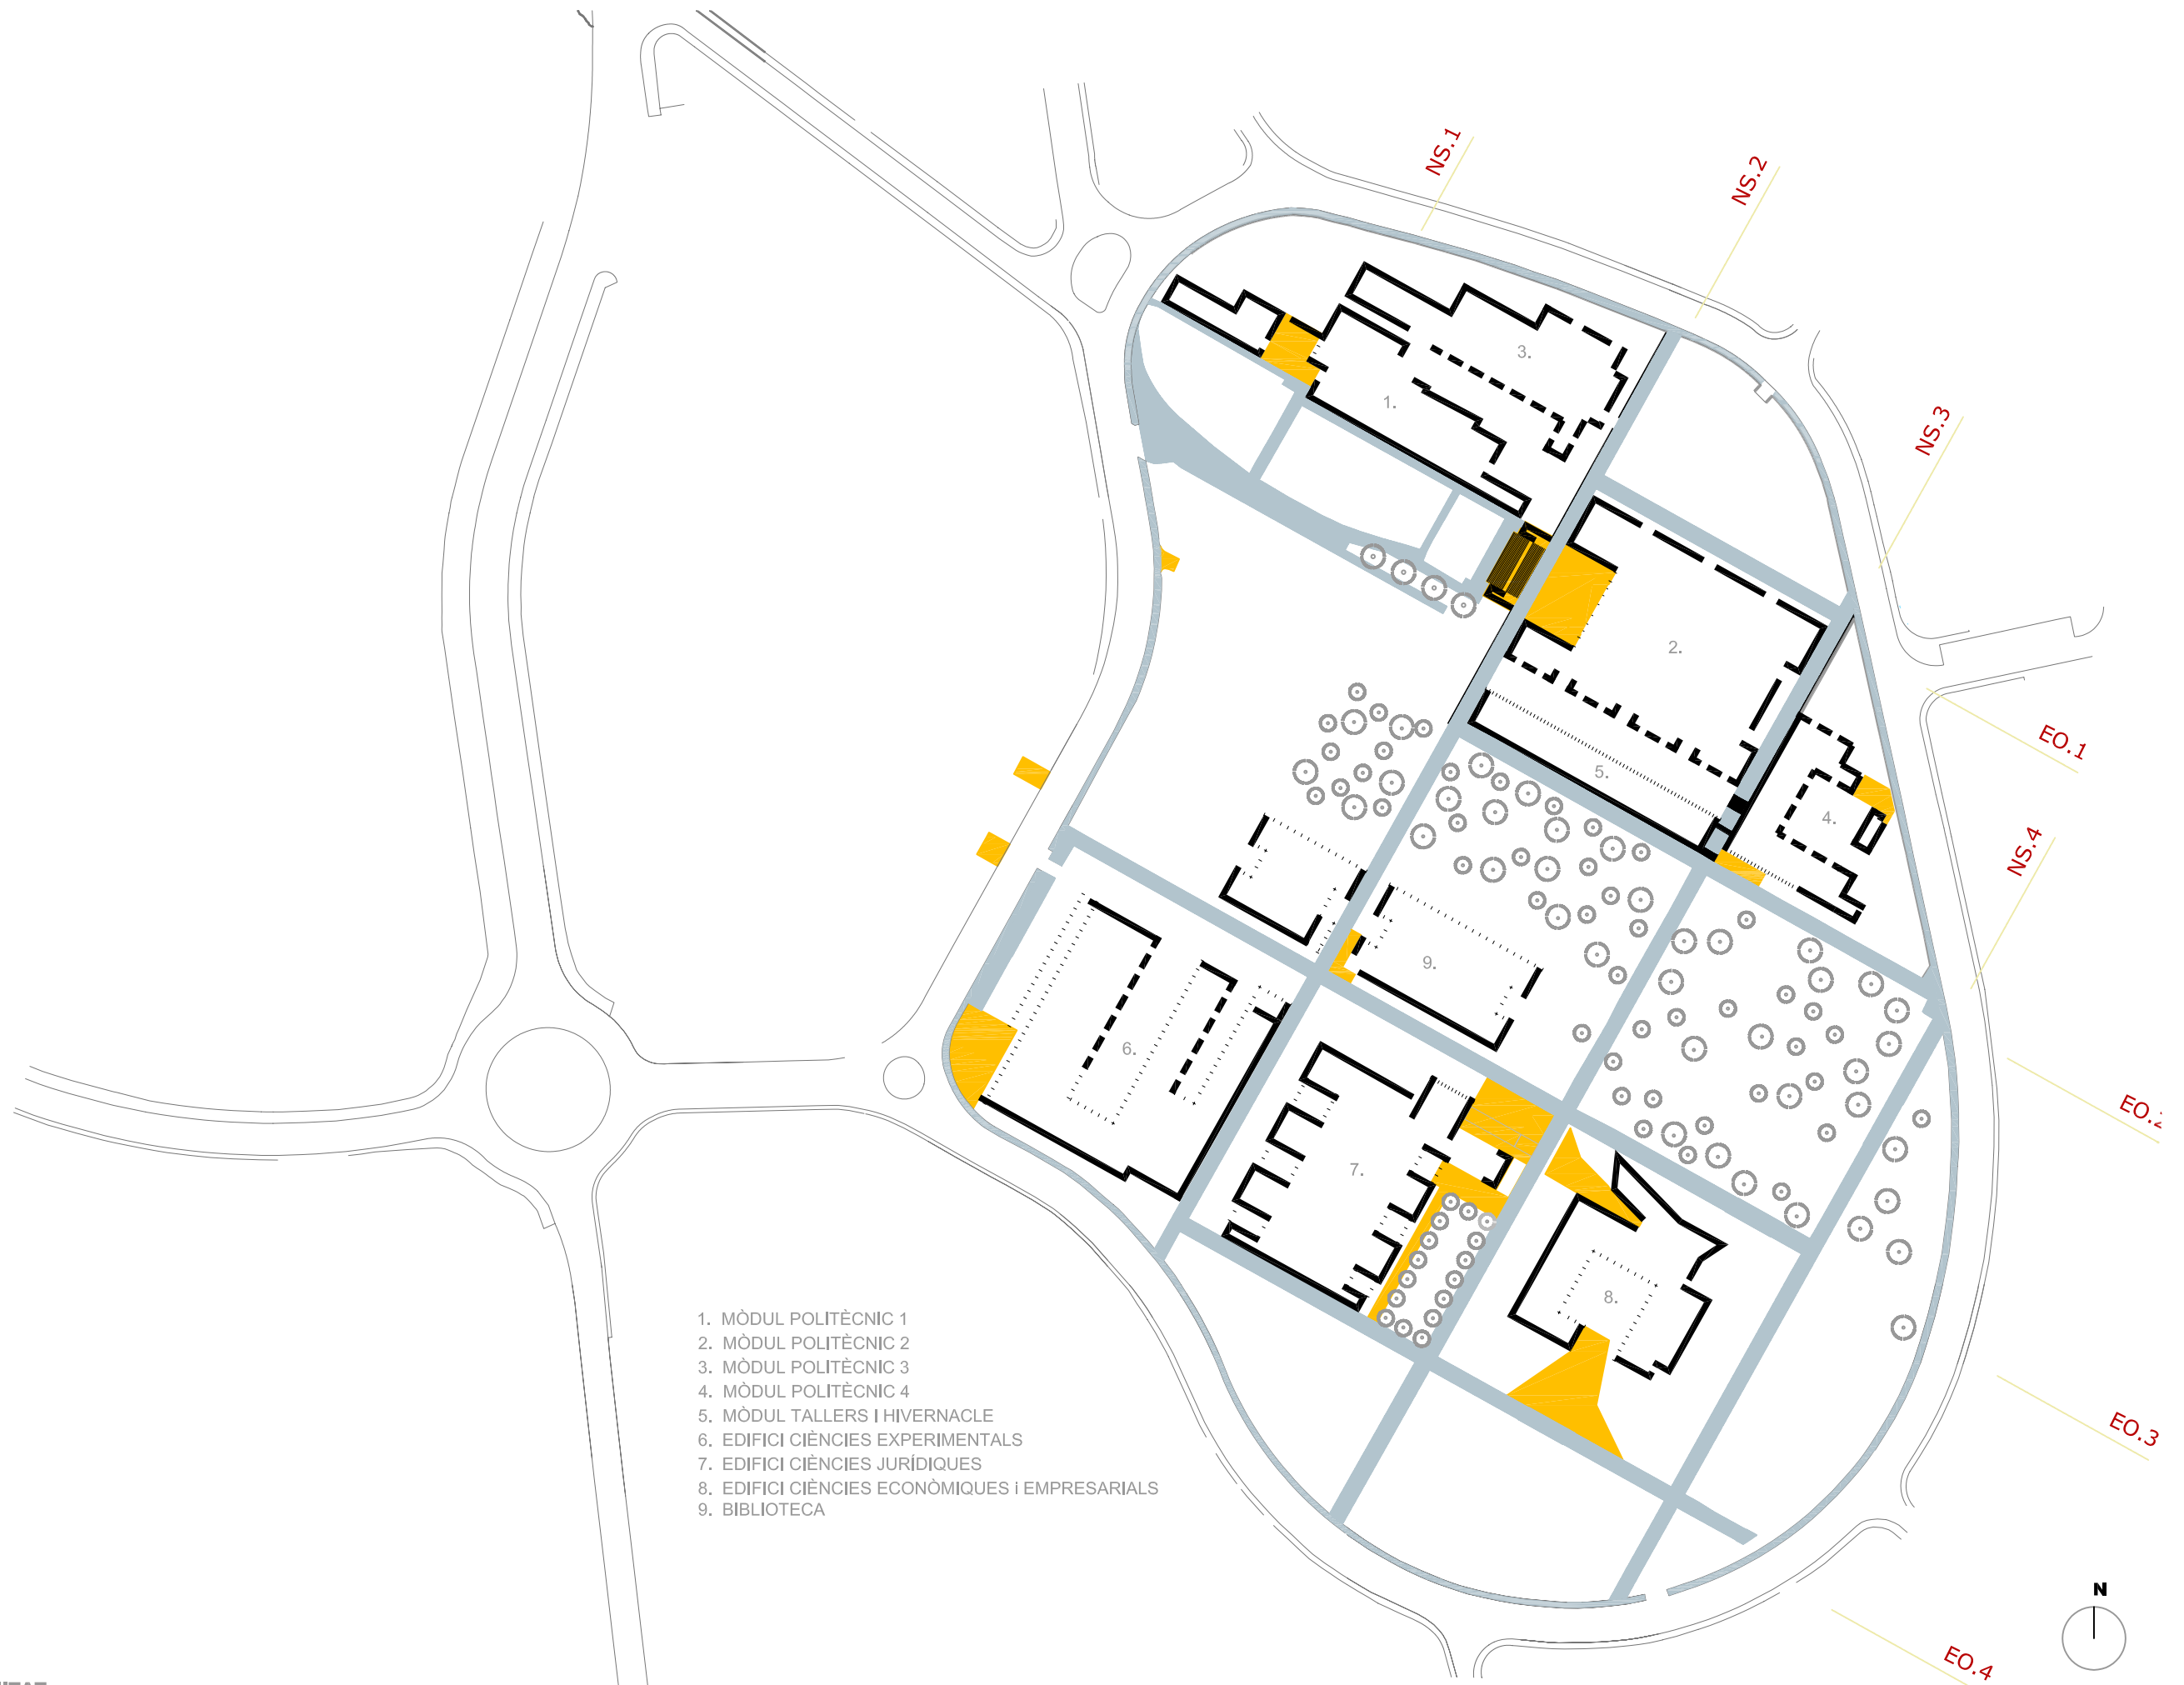 NS.1
NS.2
NS.3
3.
1.
2.
EO.1
5.
4.
NS.4
9.
6.
EO.2
7.
8.
1. MÒDUL POLITÈCNIC 1
2. MÒDUL POLITÈCNIC 2
3. MÒDUL POLITÈCNIC 3
4. MÒDUL POLITÈCNIC 4
5. MÒDUL TALLERS I HIVERNACLE
6. EDIFICI CIÈNCIES EXPERIMENTALS
7. EDIFICI CIÈNCIES JURÍDIQUES
8. EDIFICI CIÈNCIES ECONÒMIQUES i EMPRESARIALS
9. BIBLIOTECA
EO.3
N
EO.4